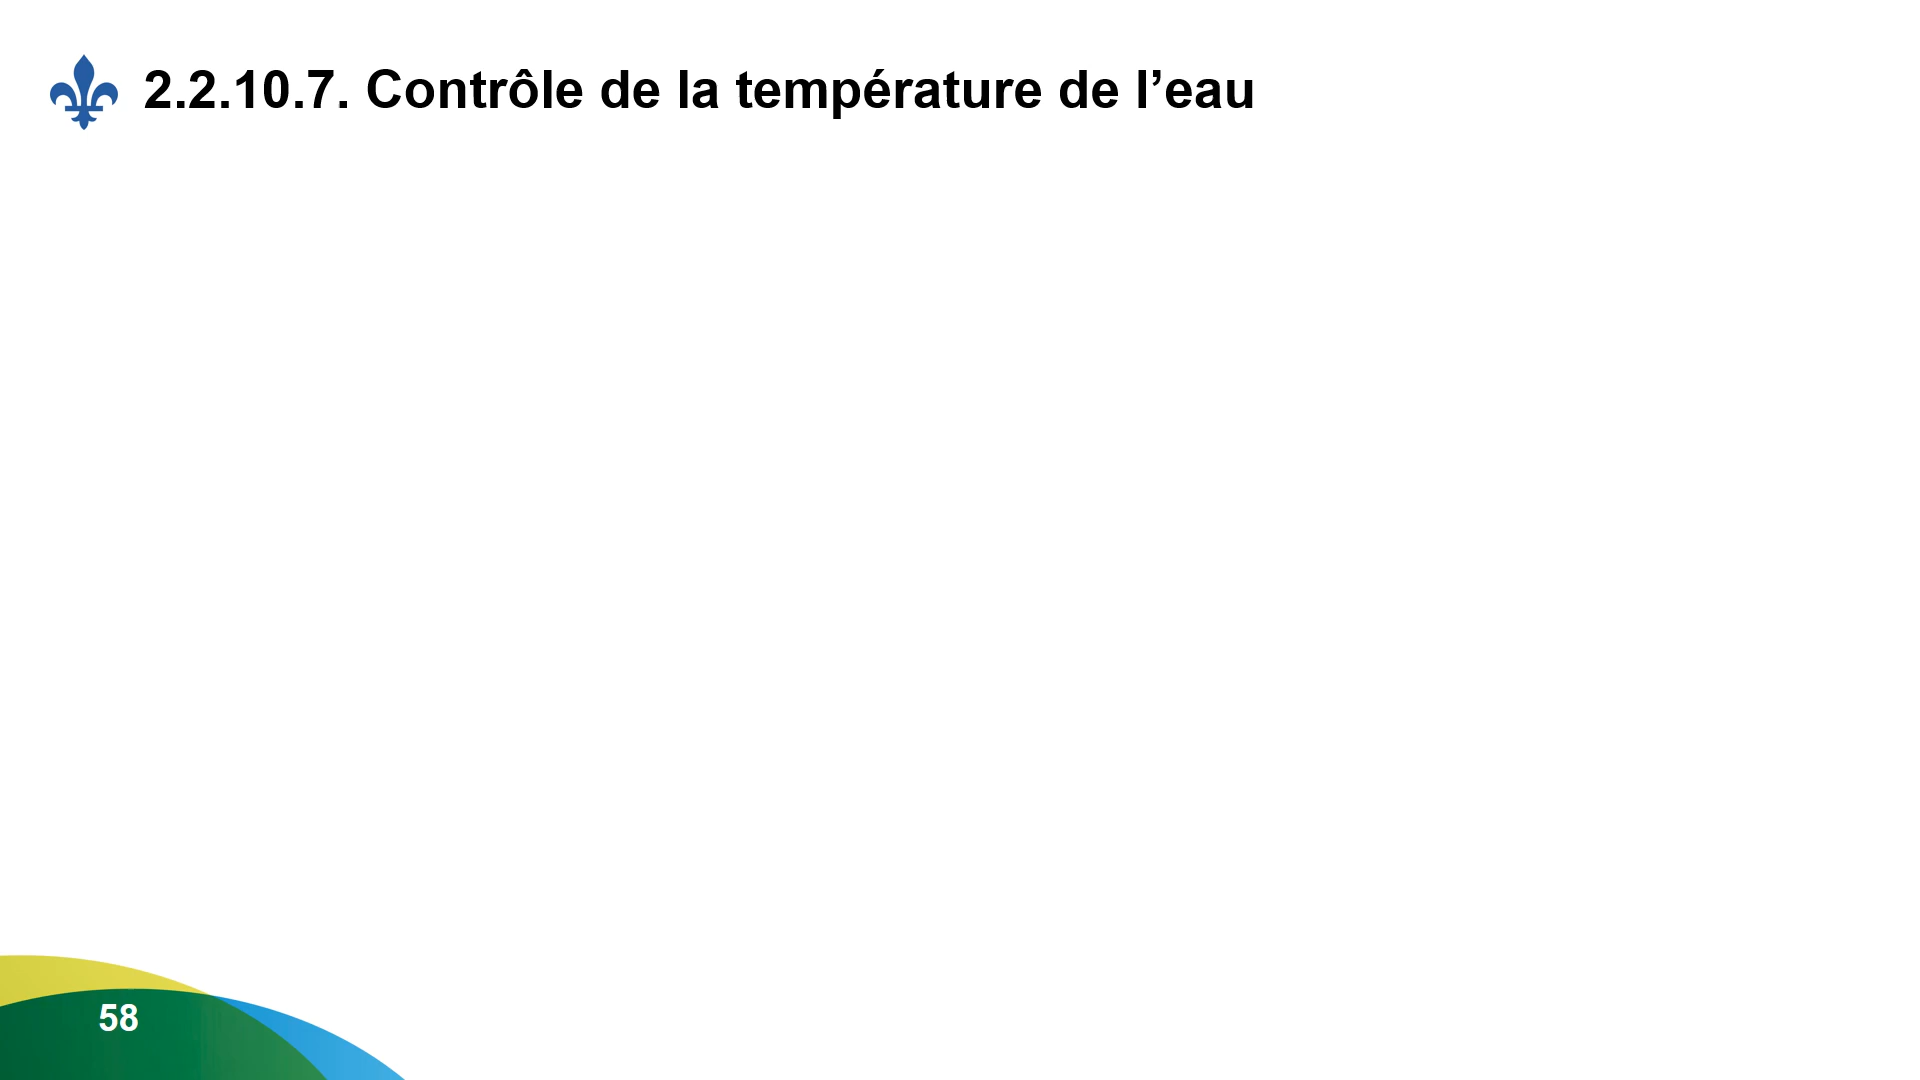 2.2.10.7. Contrôle de la température de l’eau
58